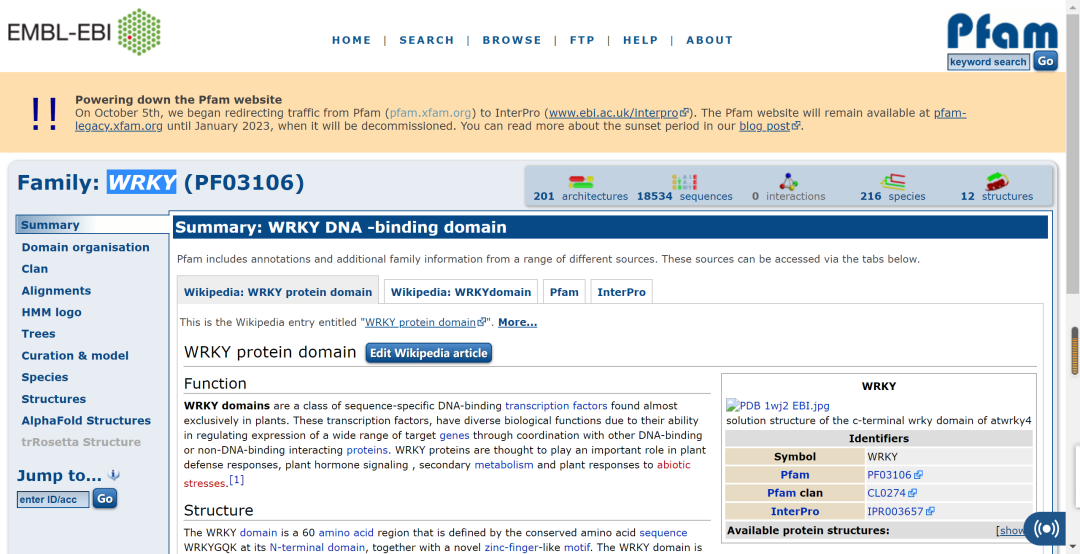 EMBL-EBI
HOME | SEARCH | BROWSE | FTP | HELP | ABOUT
Pfam
keyword search Go
!!
Powering down the Pfam website
On October 5th, we began redirecting traffic from Pfam (pfam.xfam.org) to InterPro (www.ebi.ac.uk/interpro). The Pfam website will remain available at pfam-
legacy.xfam.org until January 2023, when it will be decommissioned. You can read more about the sunset period in our blog post.
Family: WRKY (PF03106)
201 architectures 18534 sequences 0 interactions 216 species 12 structures
Summary
Domain organisation
Clan
Alignments
HMM logo
Trees
Curation & model
Species
Structures
AlphaFold Structures
trRosetta Structure
Jump to...
enter ID/acc Go
Summary: WRKY DNA -binding domain
Pfam includes annotations and additional family information from a range of different sources. These sources can be accessed via the tabs below.
Wikipedia: WRKY protein domain Wikipedia: WRKYdomain Pfam InterPro
This is the Wikipedia entry entitled "WRKY protein domain". More...
WRKY protein domain Edit Wikipedia article
Function
WRKY domains are a class of sequence-specific DNA-binding transcription factors found almost
exclusively in plants. These transcription factors, have diverse biological functions due to their ability
in regulating expression of a wide range of target genes through coordination with other DNA-binding
or non-DNA-binding interacting proteins. WRKY proteins are thought to play an important role in plant
defense responses, plant hormone signaling , secondary metabolism and plant responses to abiotic
stresses.[1]
Structure
The WRKY domain is a 60 amino acid region that is defined by the conserved amino acid sequence
WRKYGQK at its N-terminal domain, together with a novel zinc-finger-like motif. The WRKY domain is
WRKY
PDB 1wj2 EBI.jpg
solution structure of the c-terminal wrky domain of atwrky4
Identifiers
Symbol WRKY
Pfam PF03106
Pfam clan CL0274
InterPro IPR003657
Available protein structures: [show